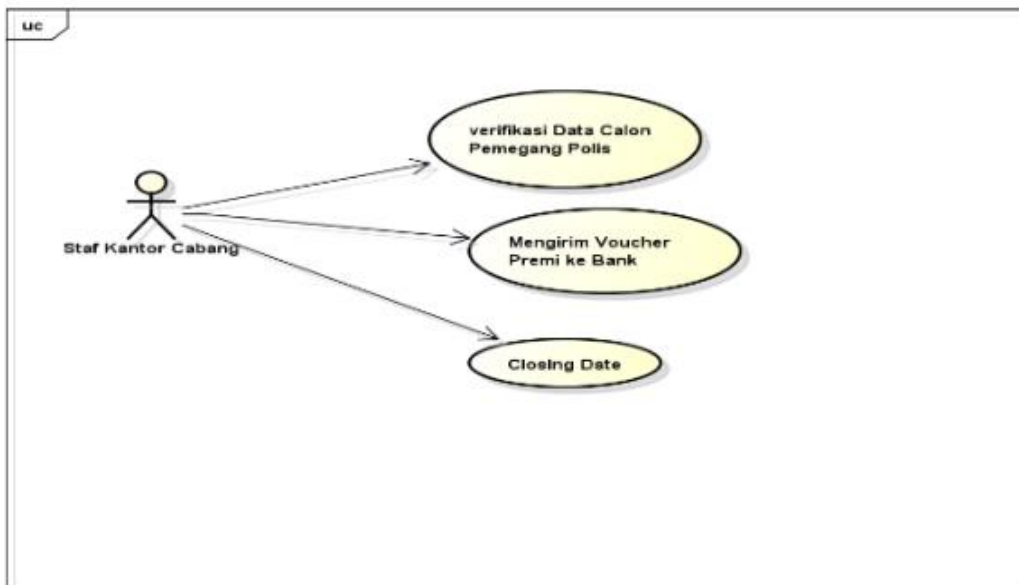 uc
verifikasi Data Calon
Pemegang Polis
Staf Kantor Cabang
Mengirim Voucher
Premi ke Bank
Closing Date